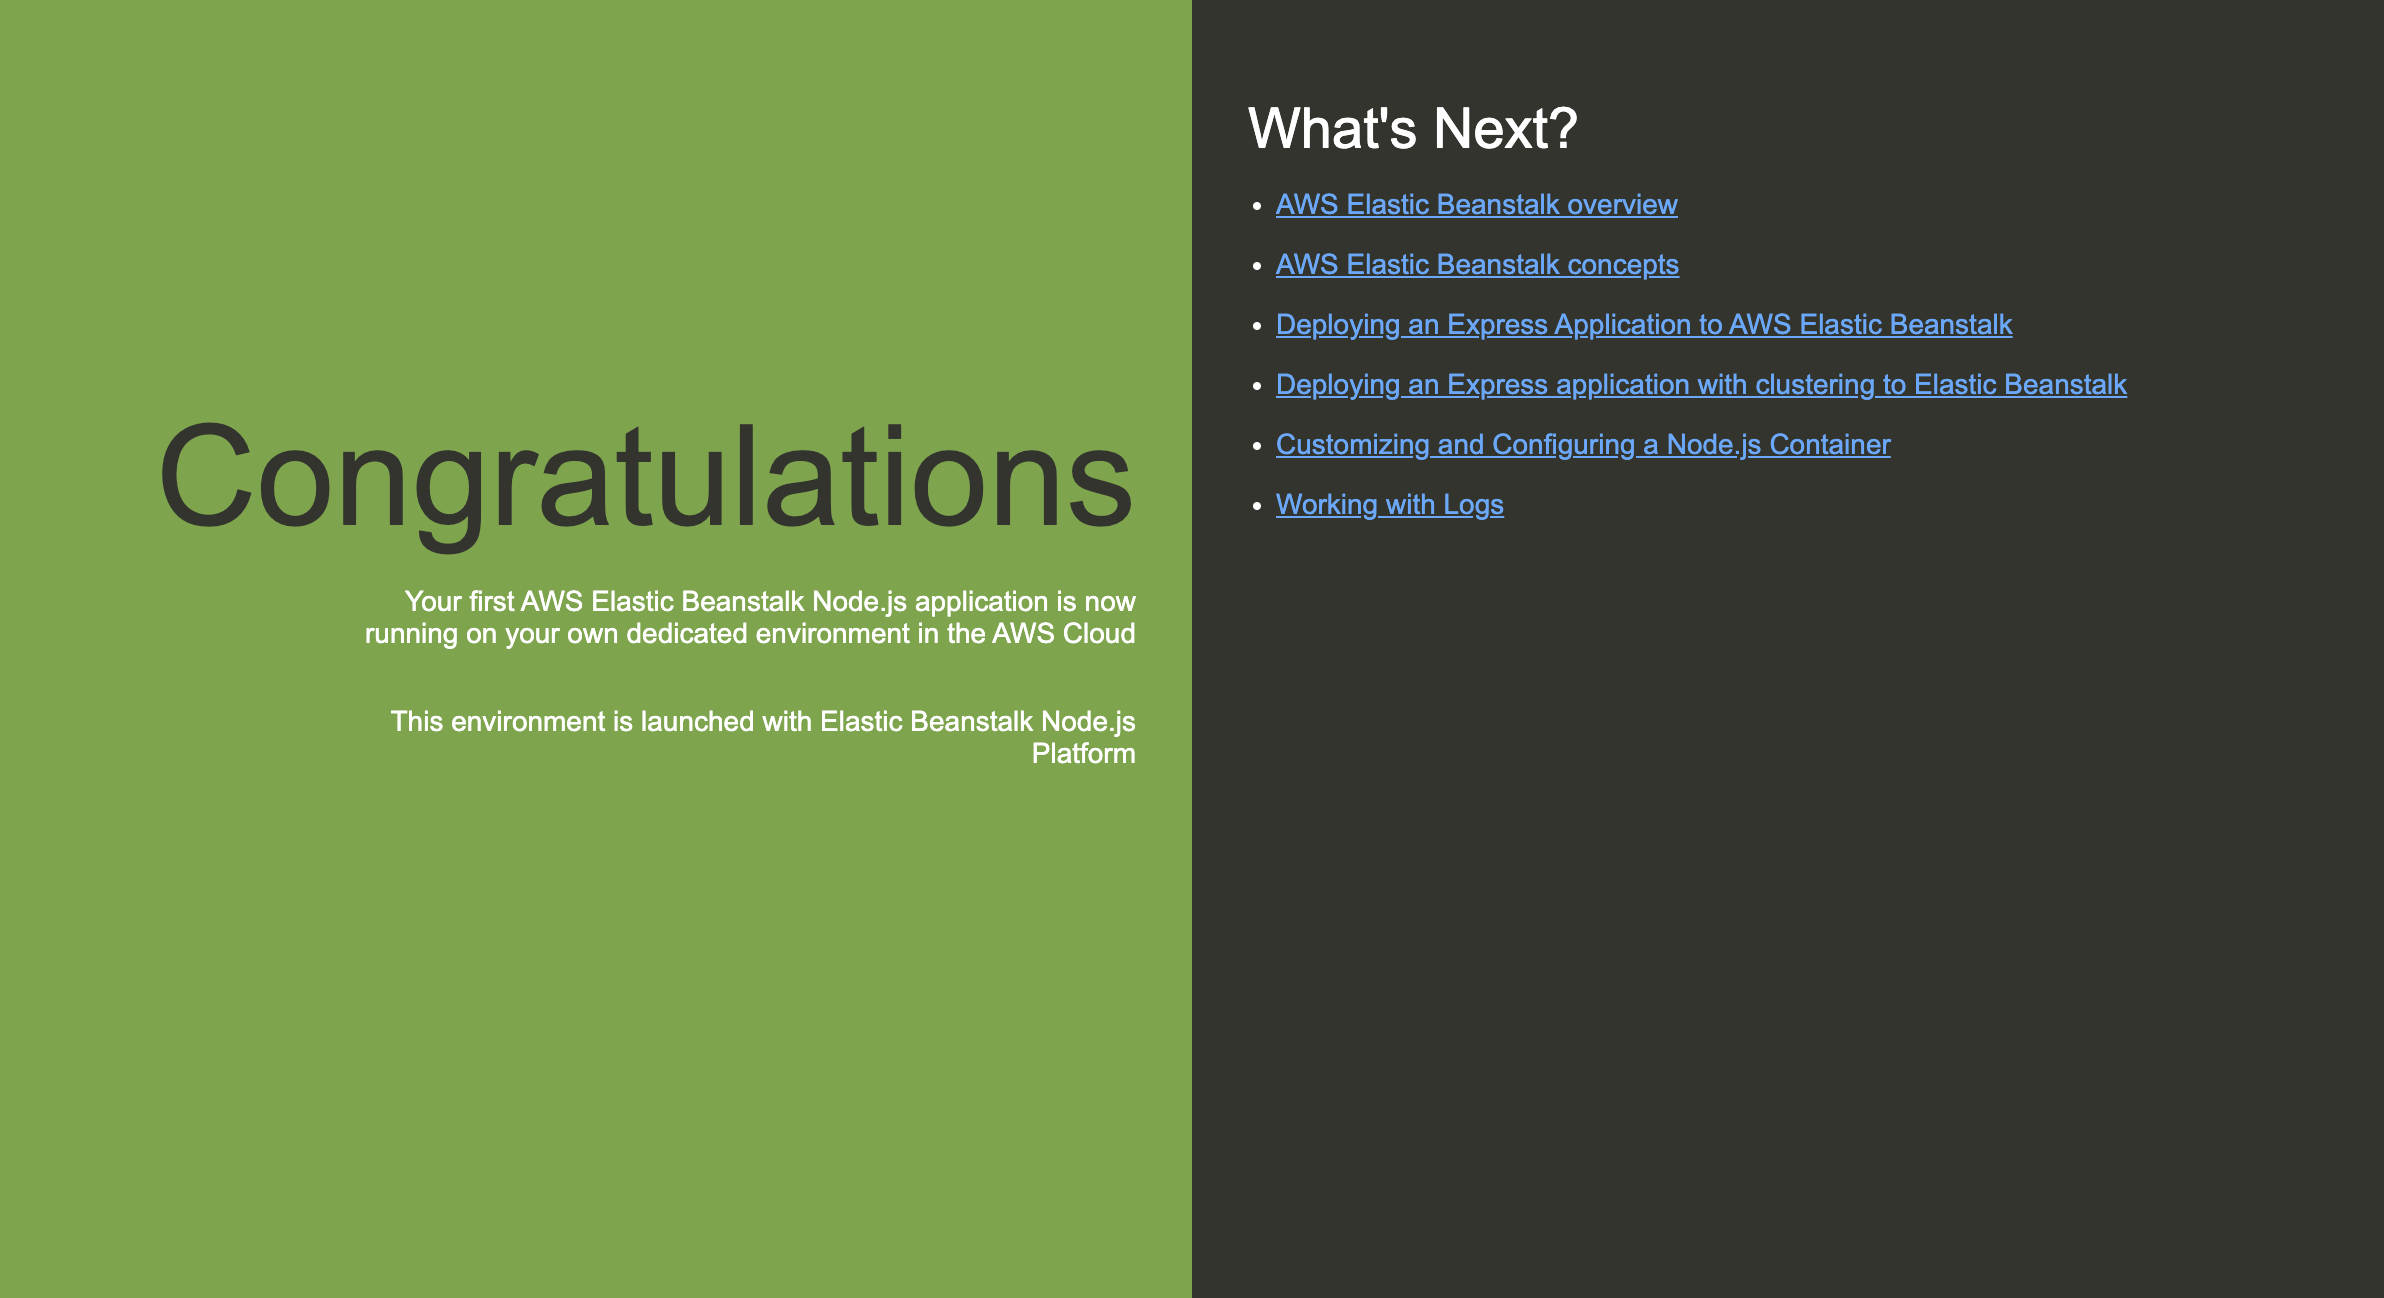 Congratulations
Your first AWS Elastic Beanstalk Node.js application is now
running on your own dedicated environment in the AWS Cloud
This environment is launched with Elastic Beanstalk Node.js
Platform
What's Next?
AWS Elastic Beanstalk overview
AWS Elastic Beanstalk concepts
Deploying an Express Application to AWS Elastic Beanstalk
Deploying an Express application with clustering to Elastic Beanstalk
Customizing and Configuring a Node.js Container
Working with Logs